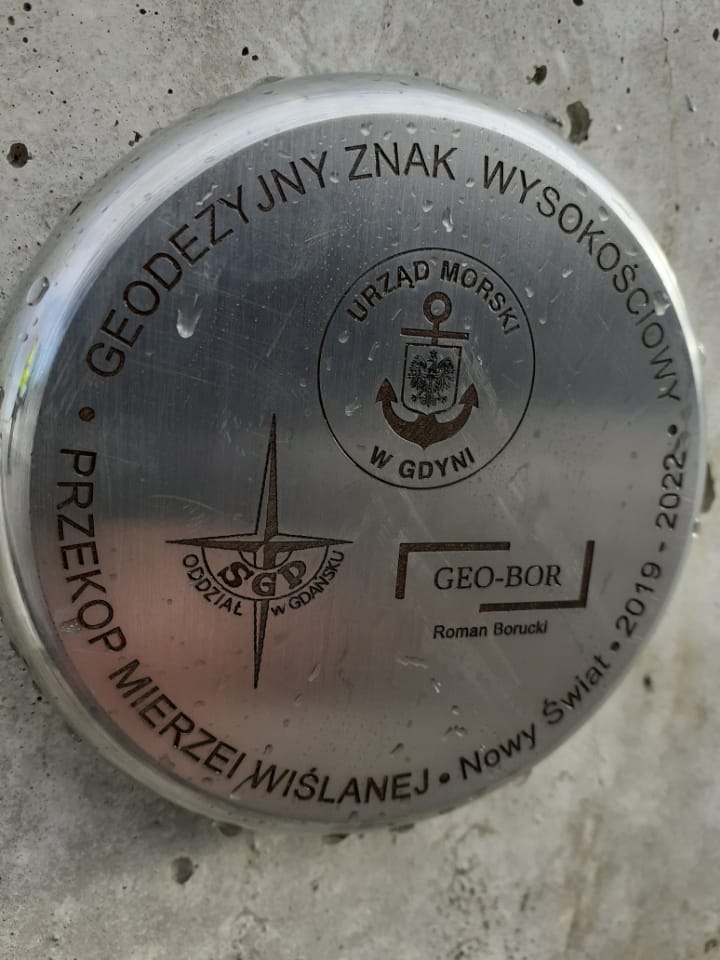 GEODEZYJNY ZNAK WYSOKOŚCIOWY
URZĄD MORSKI
W GDYNI
SGP
ODDZIAŁ W GDAŃSKU
GEO-BOR
Roman Borucki
• PRZEKOP MIERZEI WIŚLANEJ • Nowy Świat • 2019 - 2022 •